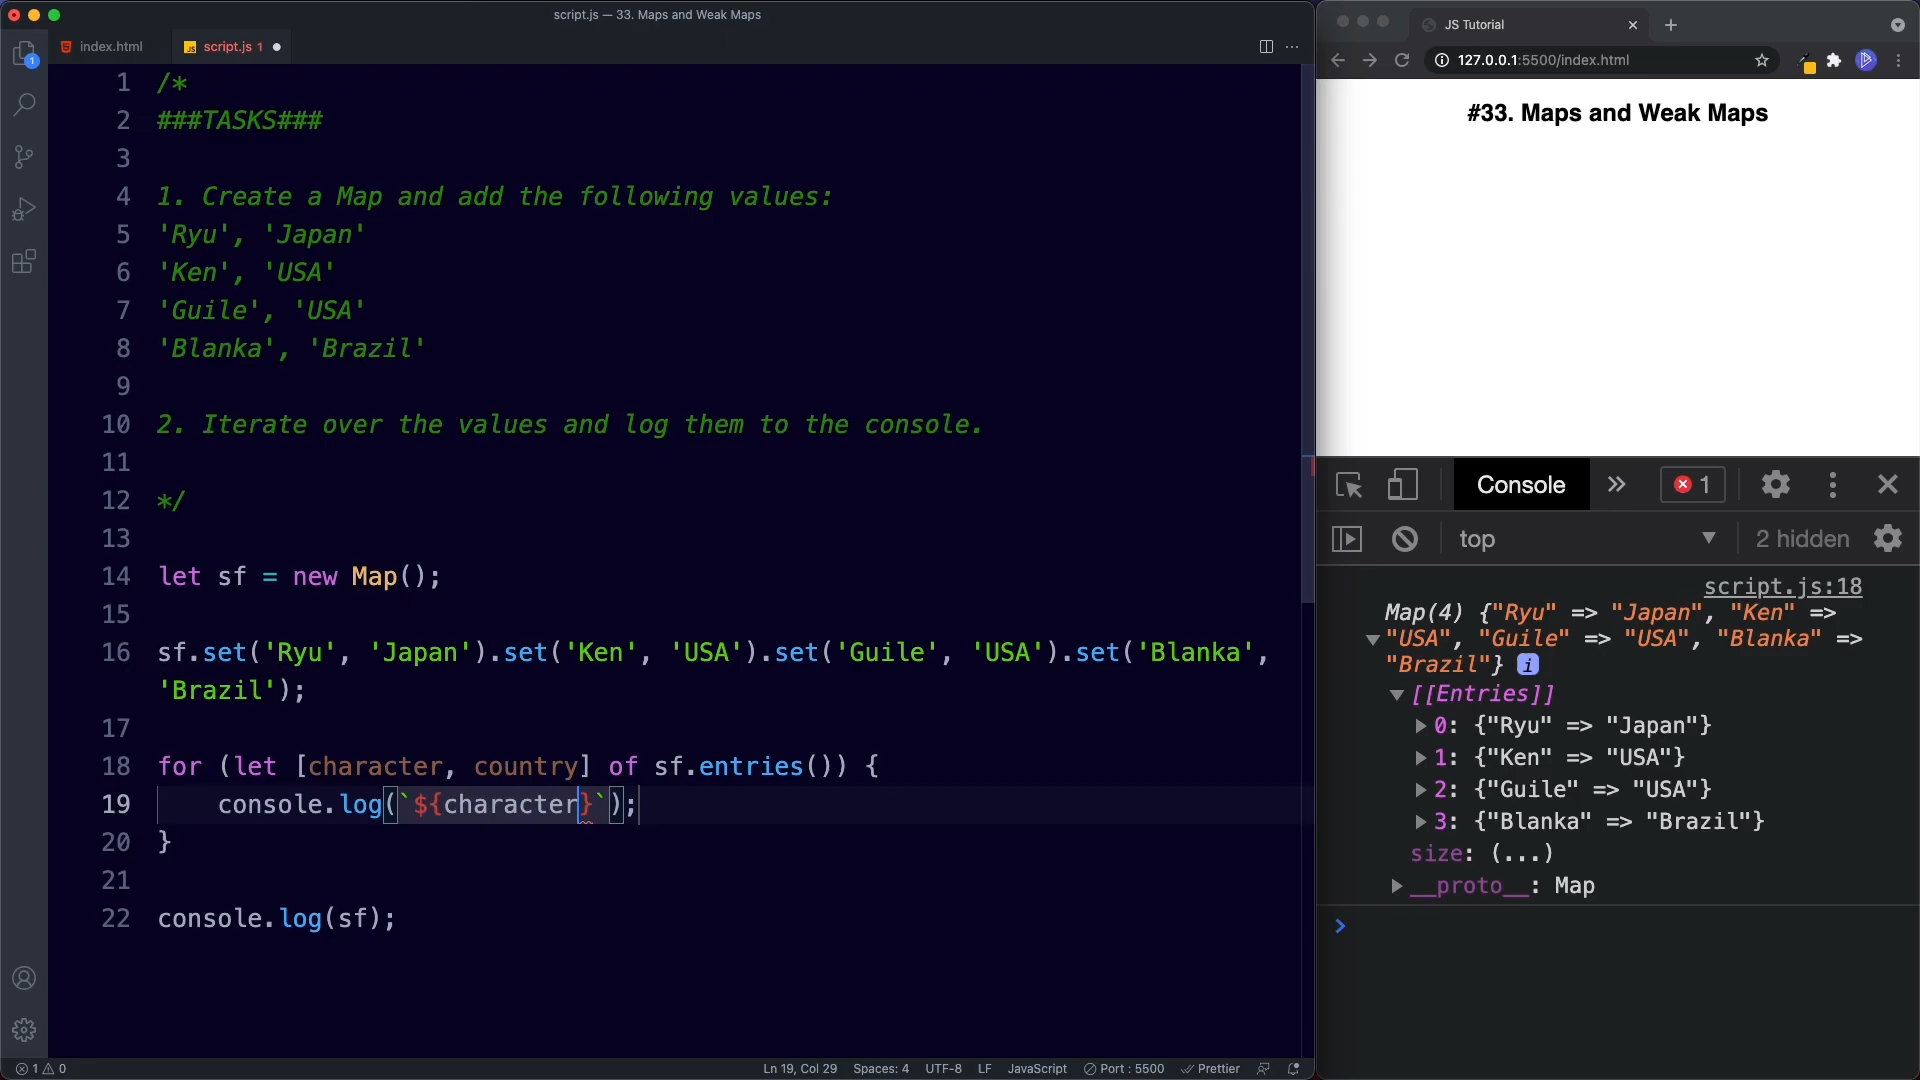 script.js — 33. Maps and Weak Maps
index.html
script.js 1
1
1 /*
2 ###TASKS###
3
4 1. Create a Map and add the following values:
5 'Ryu', 'Japan'
6 'Ken', 'USA'
7 'Guile', 'USA'
8 'Blanka', 'Brazil'
9
10 2. Iterate over the values and log them to the console.
11
12 */
13
14 let sf = new Map();
15
16 sf.set('Ryu', 'Japan').set('Ken', 'USA').set('Guile', 'USA').set('Blanka',
'Brazil');
17
18 for (let [character, country] of sf.entries()) {
19 console.log(`${character}`);
20 }
21
22 console.log(sf);
1 0
Ln 19, Col 29
Spaces: 4
UTF-8
LF
JavaScript
Port : 5500
Prettier
JS Tutorial
127.0.0.1:5500/index.html
#33. Maps and Weak Maps
Console
1
top
2 hidden
script.js:18
Map(4) {"Ryu" => "Japan", "Ken" =>
"USA", "Guile" => "USA", "Blanka" =>
"Brazil"} i
[[Entries]]
0: {"Ryu" => "Japan"}
1: {"Ken" => "USA"}
2: {"Guile" => "USA"}
3: {"Blanka" => "Brazil"}
size: (...)
__proto__: Map